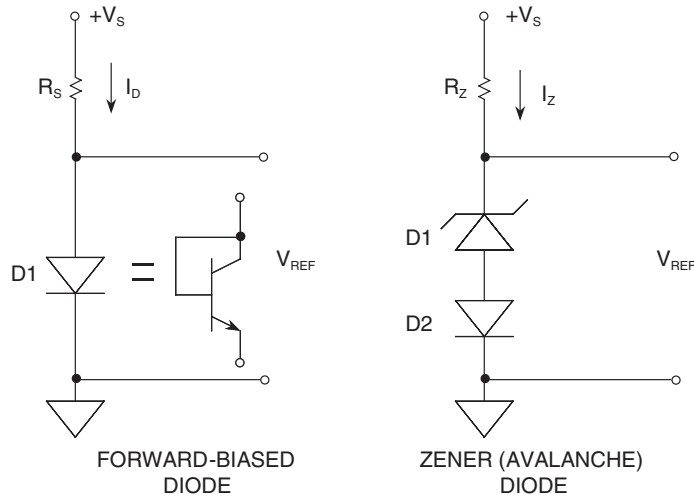 +VS
+VS
RS
ID
RZ
IZ
D1
=
VREF
D1
VREF
D2
FORWARD-BIASED
DIODE
ZENER (AVALANCHE)
DIODE